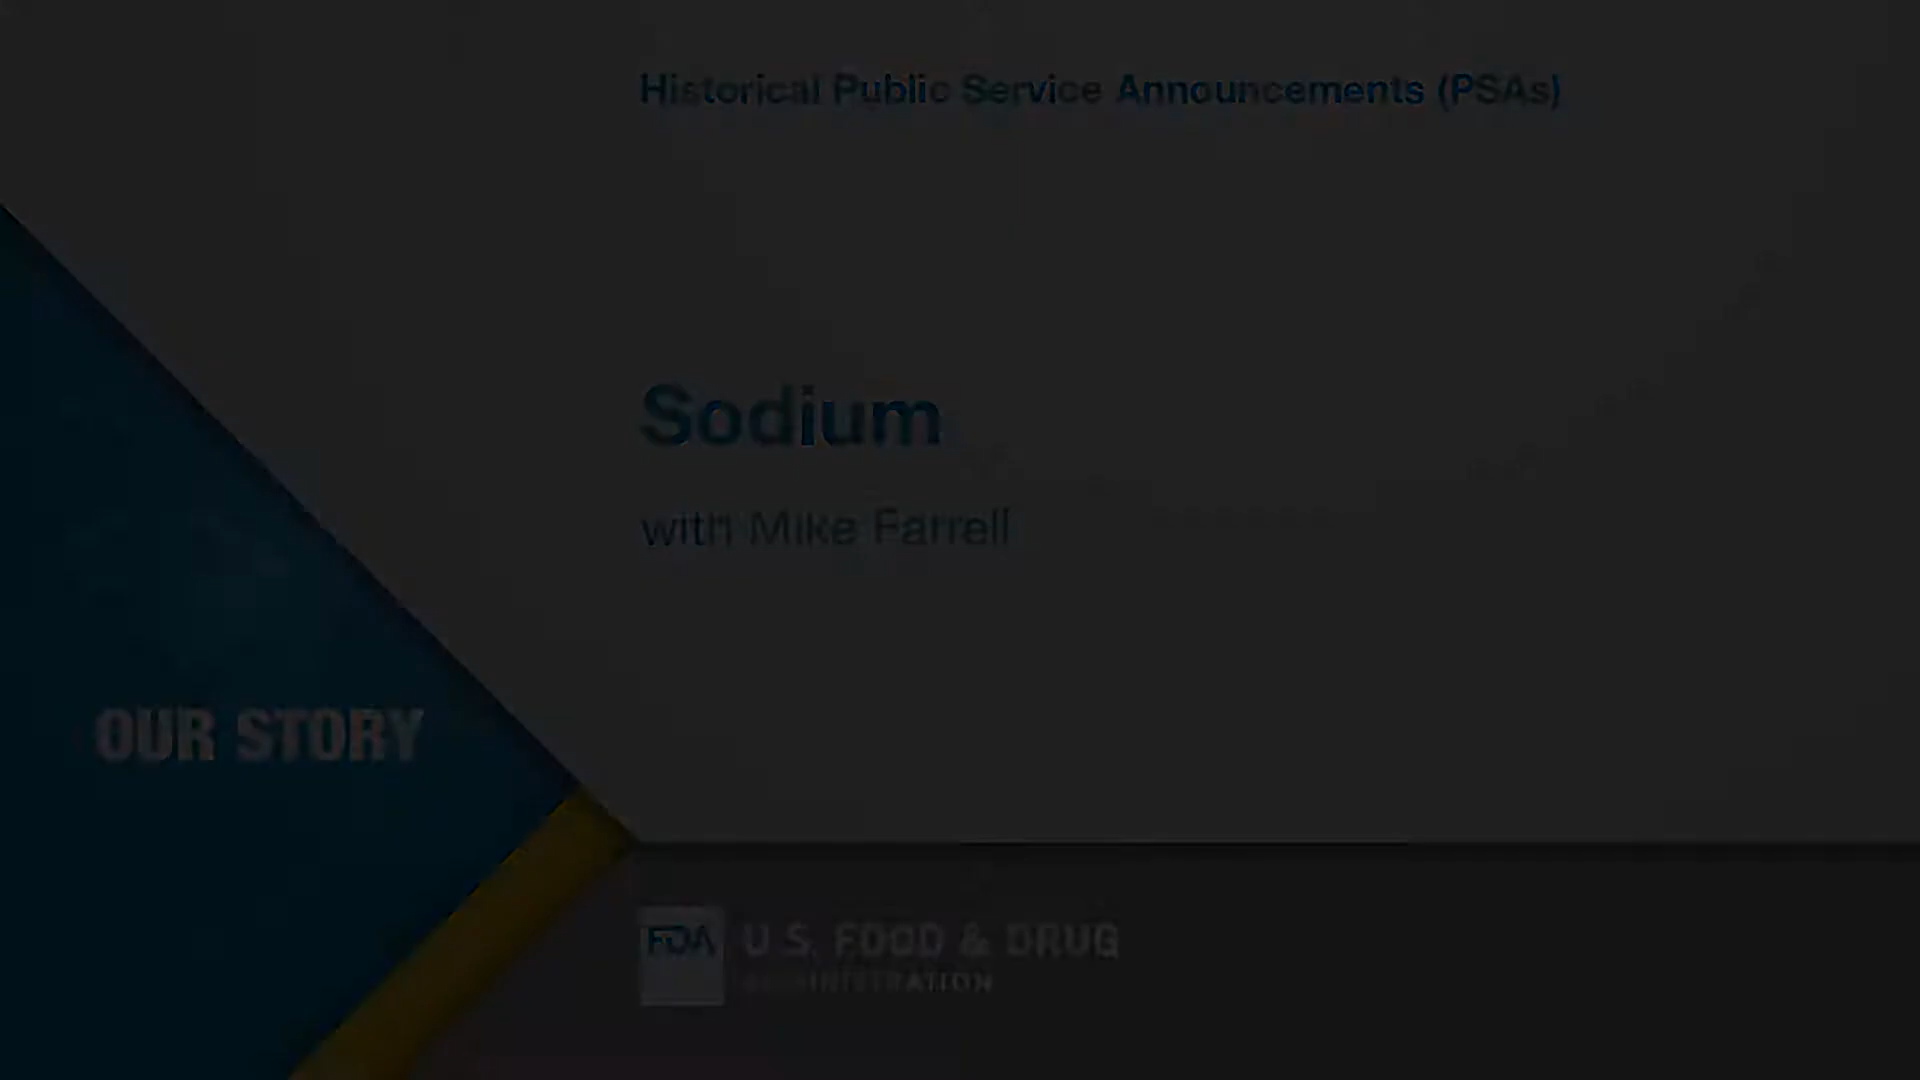 Historical Public Service Announcements (PSAs)
Sodium
with Mike Farrell
OUR STORY
FDA U.S. FOOD & DRUG
ADMINISTRATION